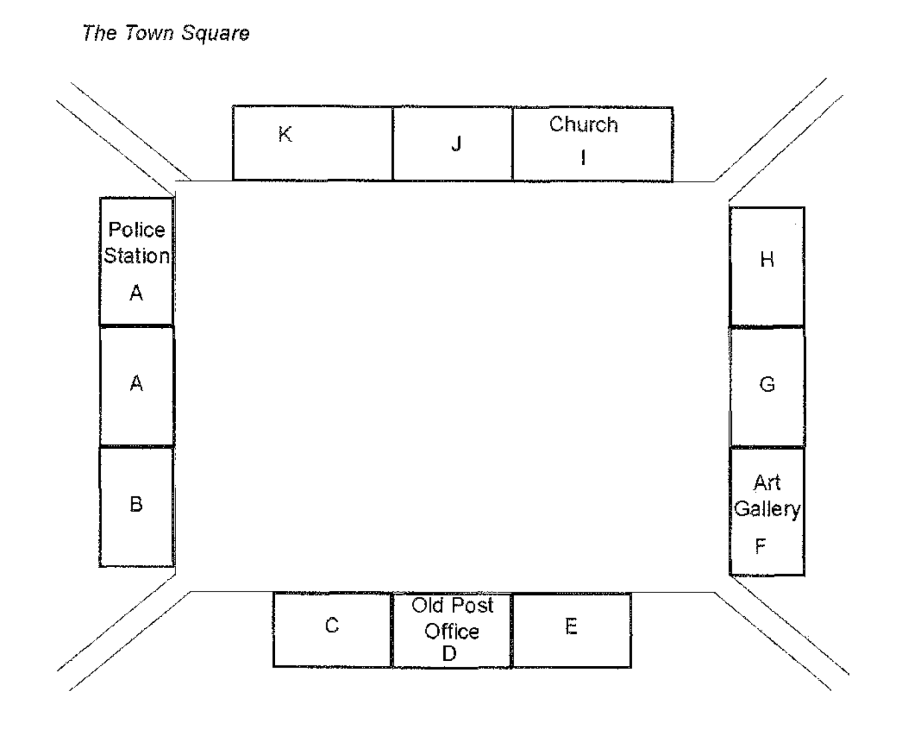 The Town Square
K
J
Church
I
Police
Station
A
H
A
G
B
Art
Gallery
F
C
Old Post
Office
D
E